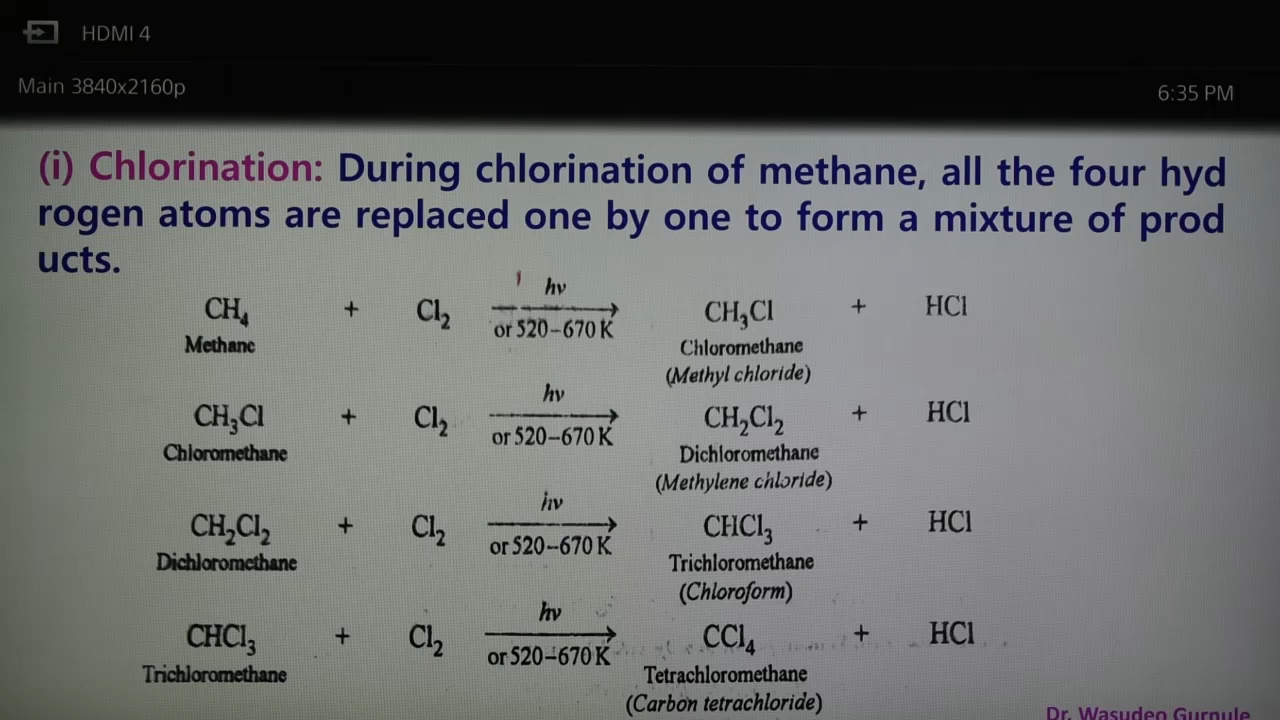 HDMI 4
Main 3840x2160p
6:35 PM
(i) Chlorination: During chlorination of methane, all the four hyd
rogen atoms are replaced one by one to form a mixture of prod
ucts.
hν
CH₄ + Cl₂ ⟶ CH₃Cl + HCl
or 520–670 K
Methane Chloromethane
(Methyl chloride)
hν
CH₃Cl + Cl₂ ⟶ CH₂Cl₂ + HCl
or 520–670 K
Chloromethane Dichloromethane
(Methylene chloride)
hν
CH₂Cl₂ + Cl₂ ⟶ CHCl₃ + HCl
or 520–670 K
Dichloromethane Trichloromethane
(Chloroform)
hν
CHCl₃ + Cl₂ ⟶ CCl₄ + HCl
or 520–670 K
Trichloromethane Tetrachloromethane
(Carbon tetrachloride)
Dr. Wasudeo Gurnule